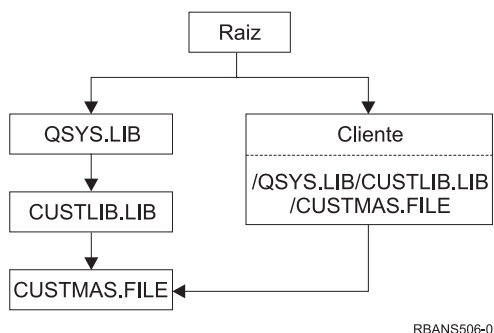 Raiz
QSYS.LIB
CUSTLIB.LIB
CUSTMAS.FILE
Cliente
/QSYS.LIB/CUSTLIB.LIB
/CUSTMAS.FILE
RBANS506-0